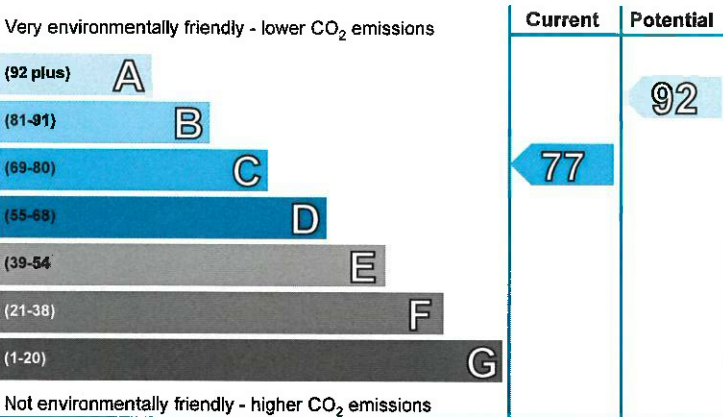 Very environmentally friendly - lower CO2 emissions
Current
Potential
(92 plus) A
92
(81-91) B
(69-80) C
77
(55-68) D
(39-54 E
(21-38) F
(1-20) G
Not environmentally friendly - higher CO2 emissions